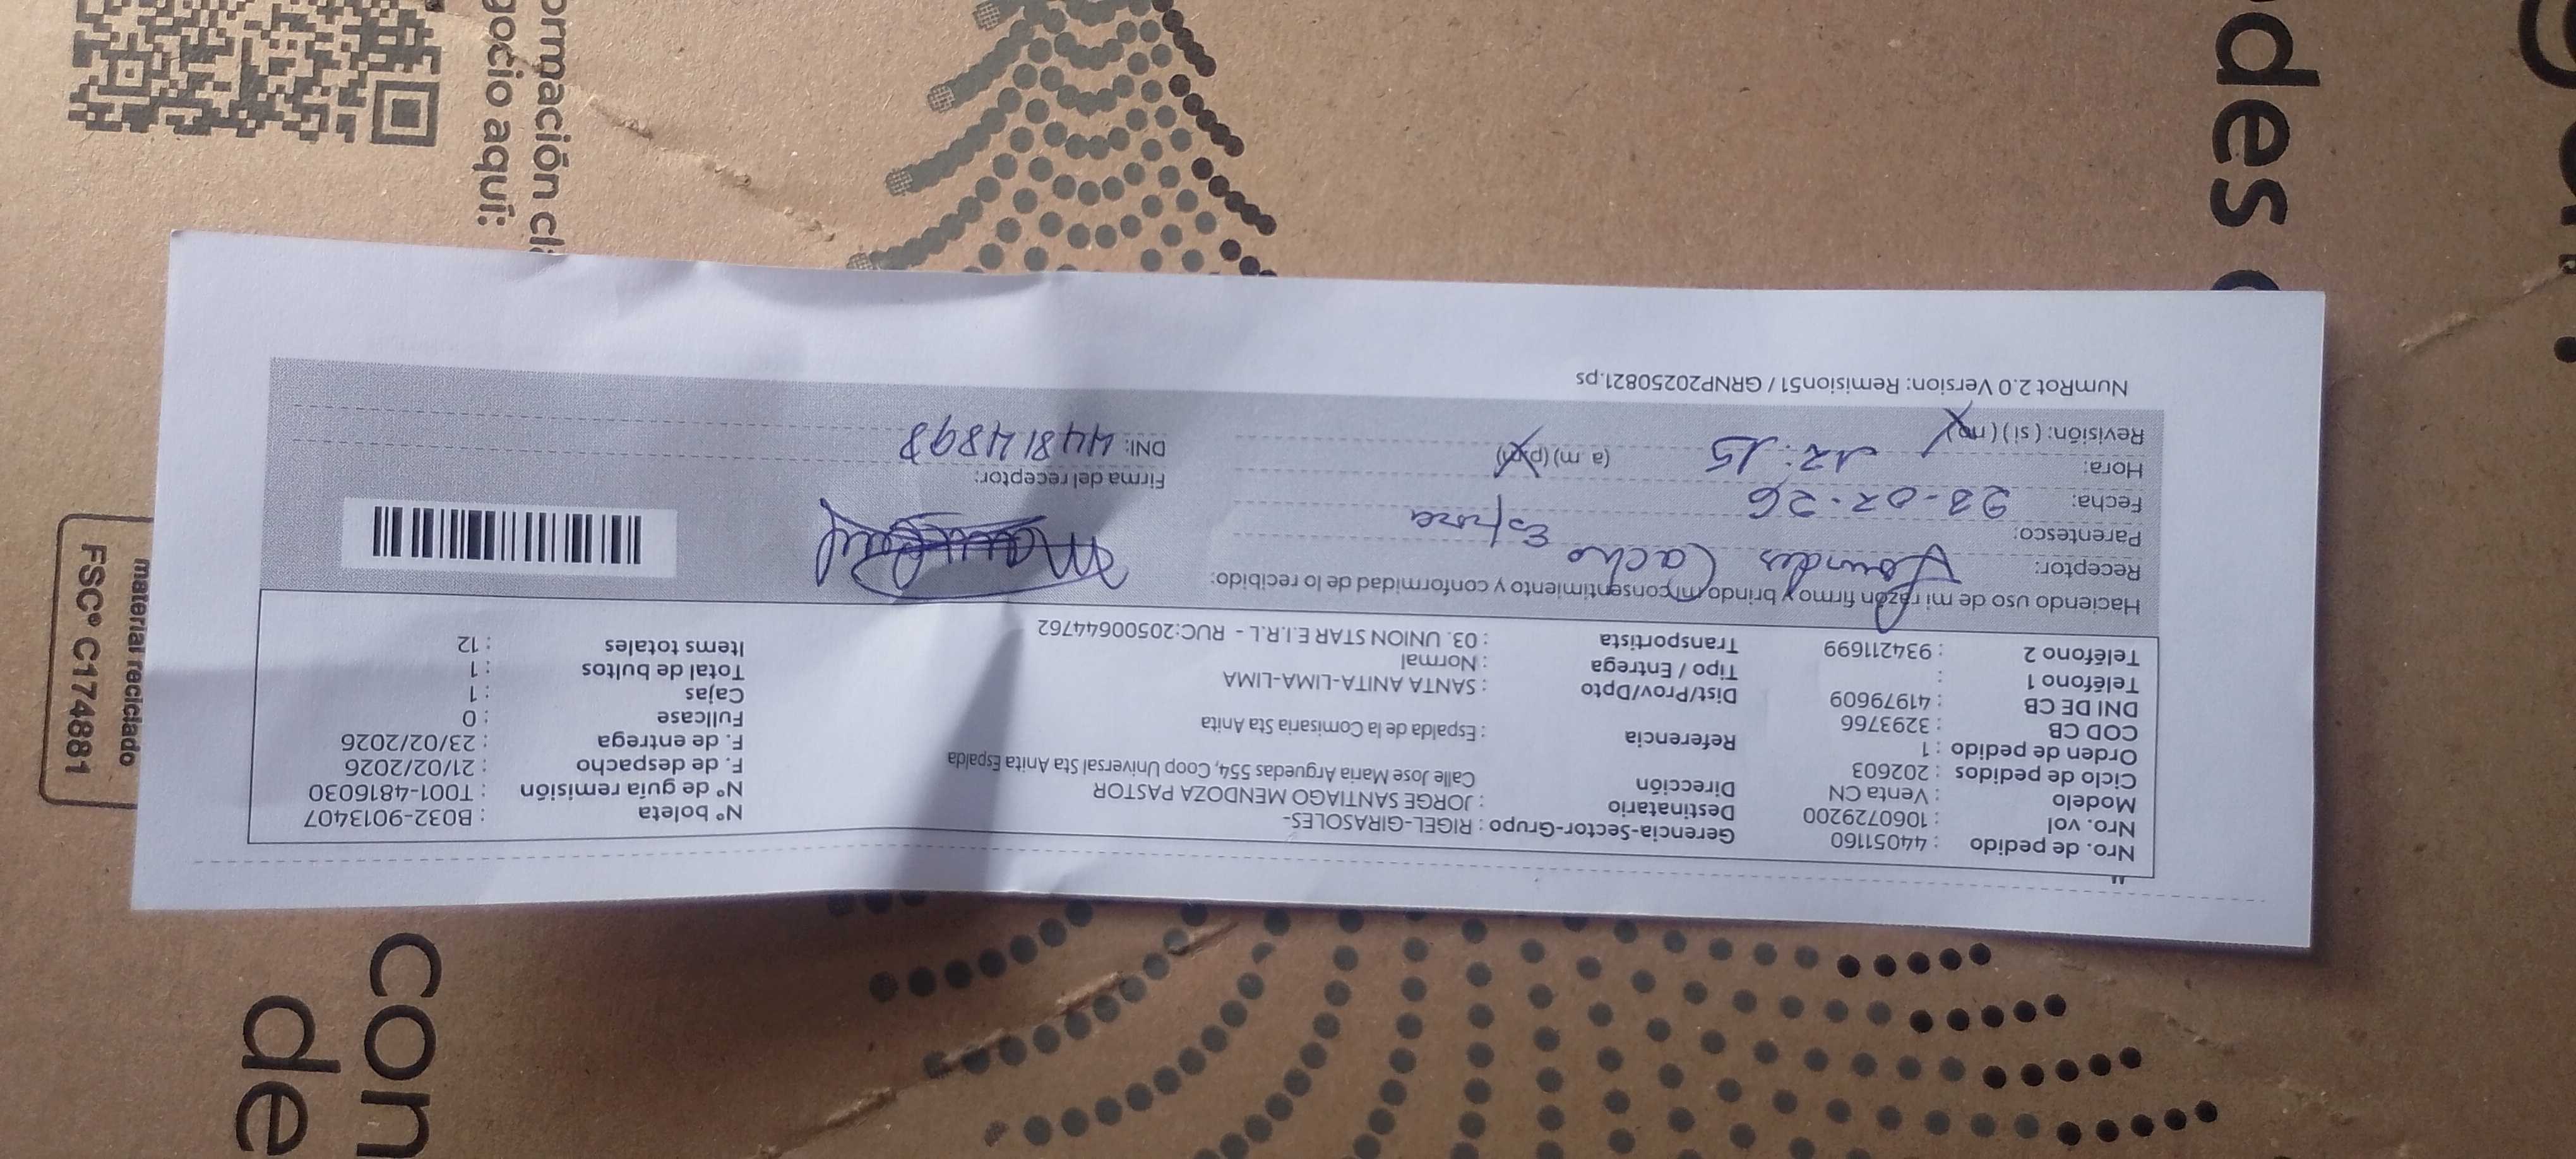 Nro. de pedido : 44051160
Nro. vol : 1060729200
Modelo : Venta CN
Ciclo de pedidos : 202603
Orden de pedido : 1
COD CB : 3293766
DNI DE CB : 41979609
Teléfono 1 :
Teléfono 2 : 934211699
Gerencia-Sector-Grupo : RIGEL-GIRASOLES-
Destinatario : JORGE SANTIAGO MENDOZA PASTOR
Dirección Calle Jose Maria Arguedas 554, Coop Universal Sta Anita Espalda
Referencia : Espalda de la Comisaria Sta Anita
Dist/Prov/Dpto : SANTA ANITA-LIMA-LIMA
Tipo / Entrega : Normal
Transportista : 03. UNION STAR E.I.R.L - RUC:20500644762
Nº boleta : B032-9013407
Nº de guía remisión : T001-4816030
F. de despacho : 21/02/2026
F. de entrega : 23/02/2026
Fullcase : 0
Cajas : 1
Total de bultos : 1
Items totales : 12
Haciendo uso de mi razón firmo y brindo mi consentimiento y conformidad de lo recibido:
Receptor: Lourdes Cacho
Parentesco: Esposa
Fecha: 23-02-26
Hora: 12:15 (a m) (pm)
Revisión: ( si ) ( no )
Firma del receptor:
DNI: 44814898
NumRot 2.0 Version: Remision51 / GRNP20250821.ps
ormación cl
gocio aquí:
material reciclado
FSC® C174881
des
con
de